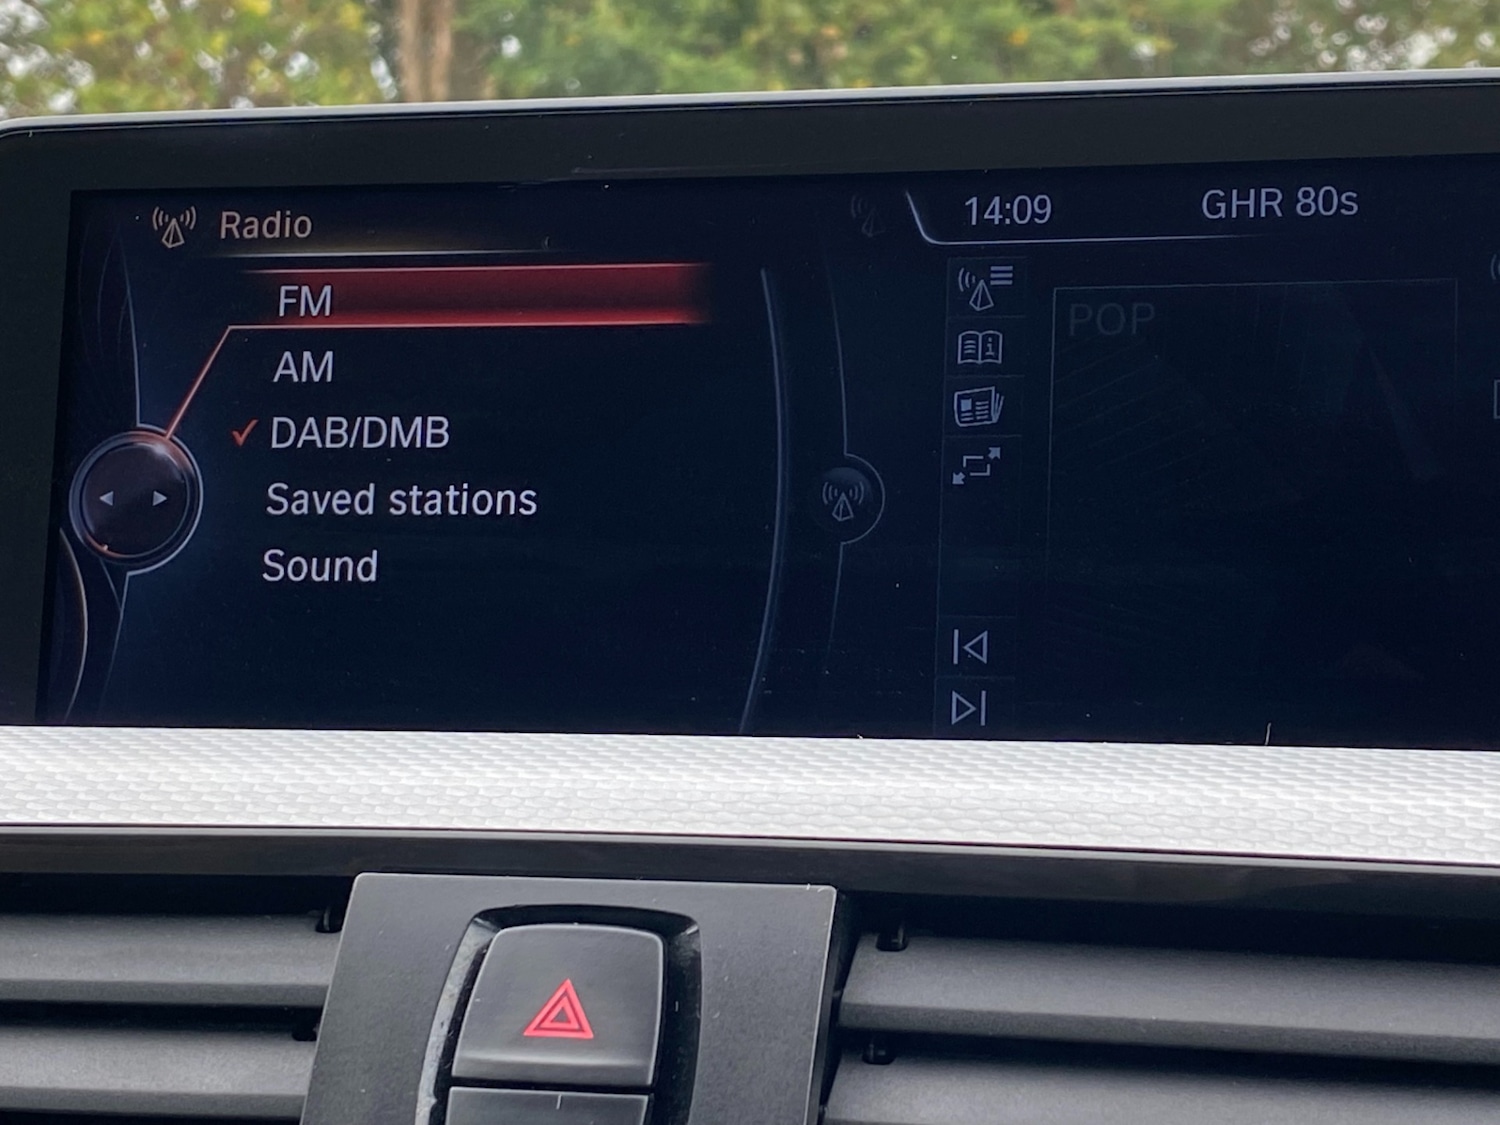 Radio
14:09
GHR 80s
FM
AM
DAB/DMB
Saved stations
Sound
POP